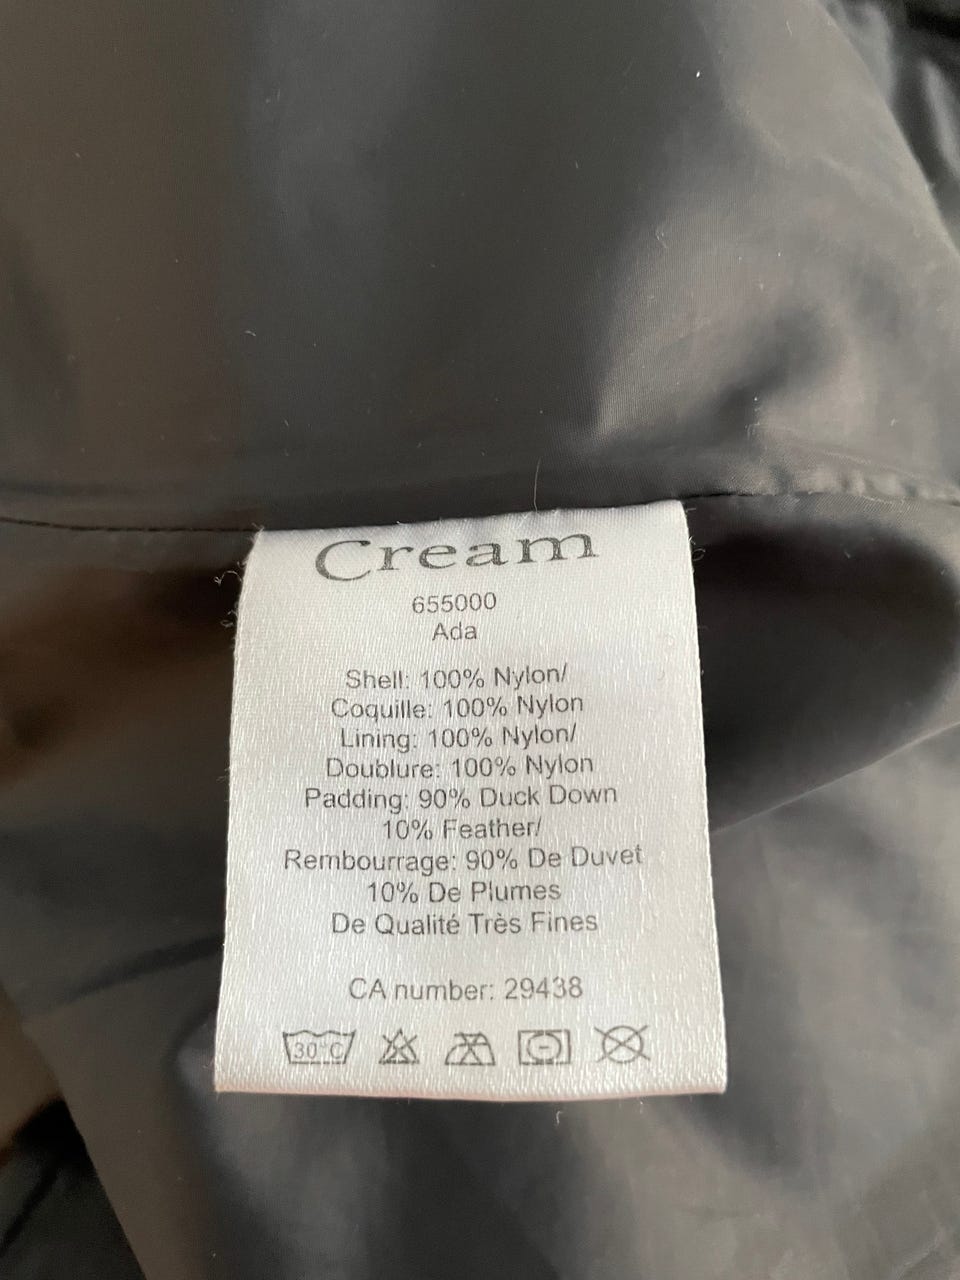 Cream
655000
Ada
Shell: 100% Nylon/
Coquille: 100% Nylon
Lining: 100% Nylon/
Doublure: 100% Nylon
Padding: 90% Duck Down
10% Feather/
Rembourrage: 90% De Duvet
10% De Plumes
De Qualité Très Fines
CA number: 29438
30°C